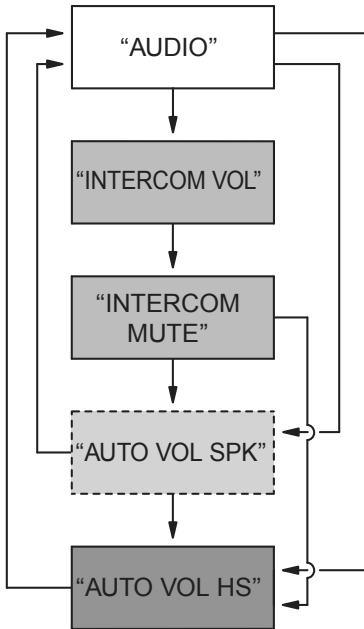 “AUDIO”
“INTERCOM VOL”
“INTERCOM
MUTE”
“AUTO VOL SPK”
“AUTO VOL HS”